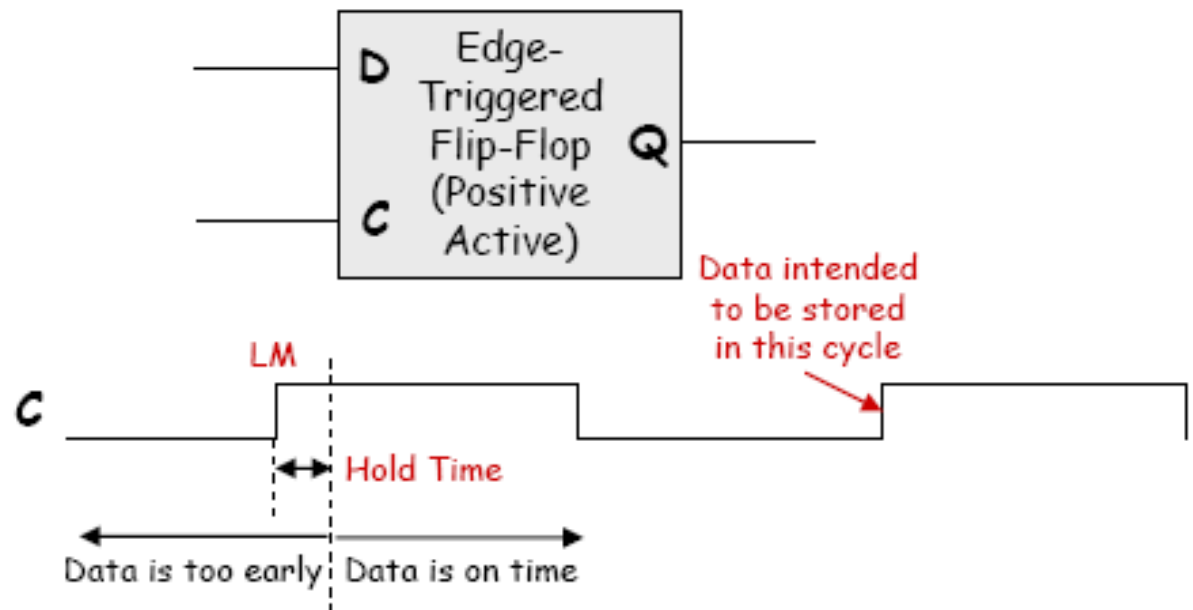 D
Edge-
Triggered
Flip-Flop
(Positive
Active)
Q
C
Data intended
to be stored
in this cycle
LM
C
Hold Time
Data is too early
Data is on time